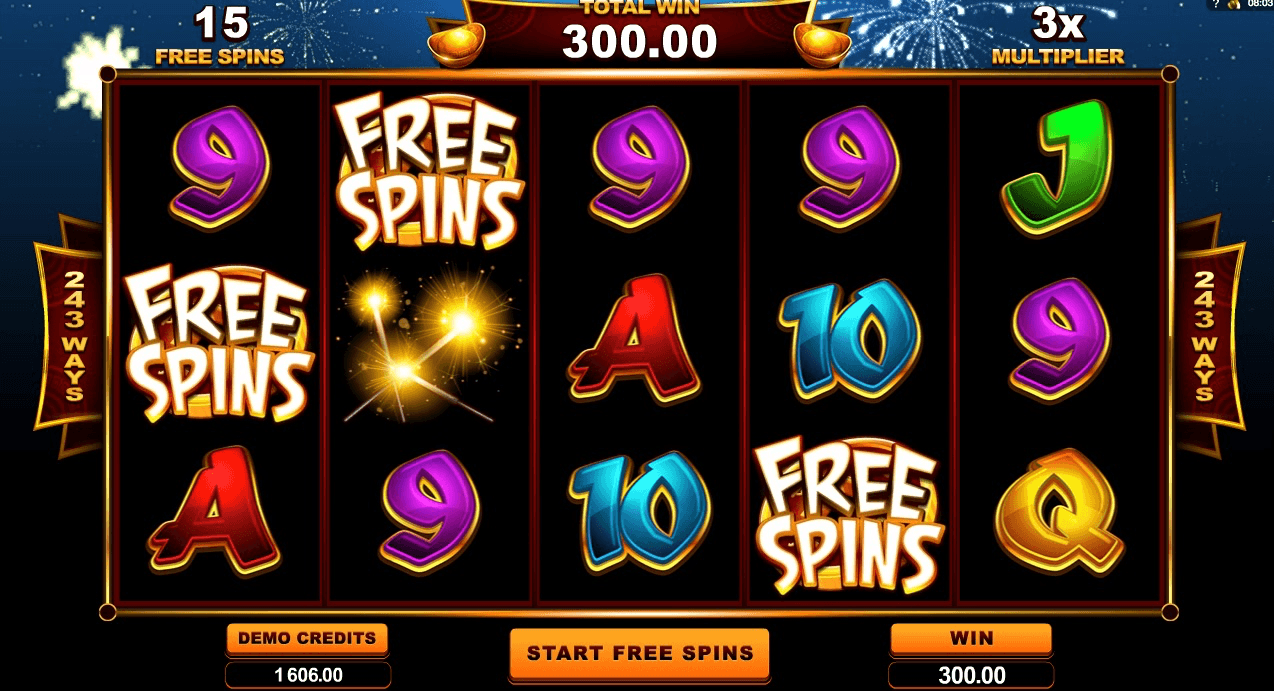 ? 08:03
15
FREE SPINS
TOTAL WIN
300.00
3x
MULTIPLIER
9
FREE
SPINS
9
9
J
243 WAYS
FREE
SPINS
A
10
9
243 WAYS
A
9
10
FREE
SPINS
Q
DEMO CREDITS
1606.00
START FREE SPINS
WIN
300.00